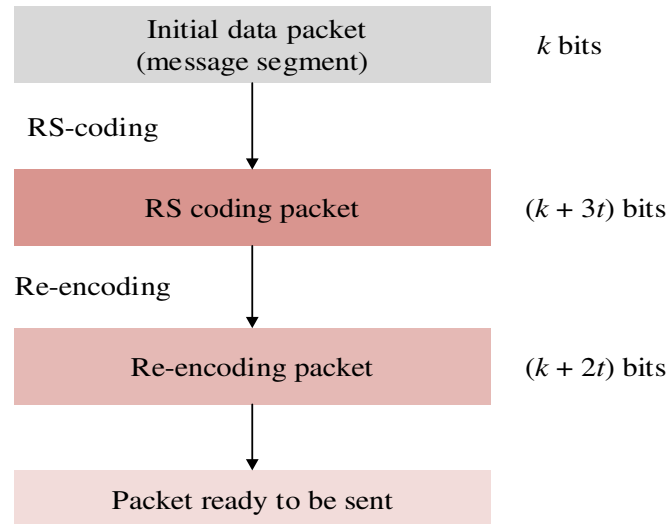 Initial data packet
(message segment)
k bits
RS-coding
RS coding packet
(k + 3t) bits
Re-encoding
Re-encoding packet
(k + 2t) bits
Packet ready to be sent